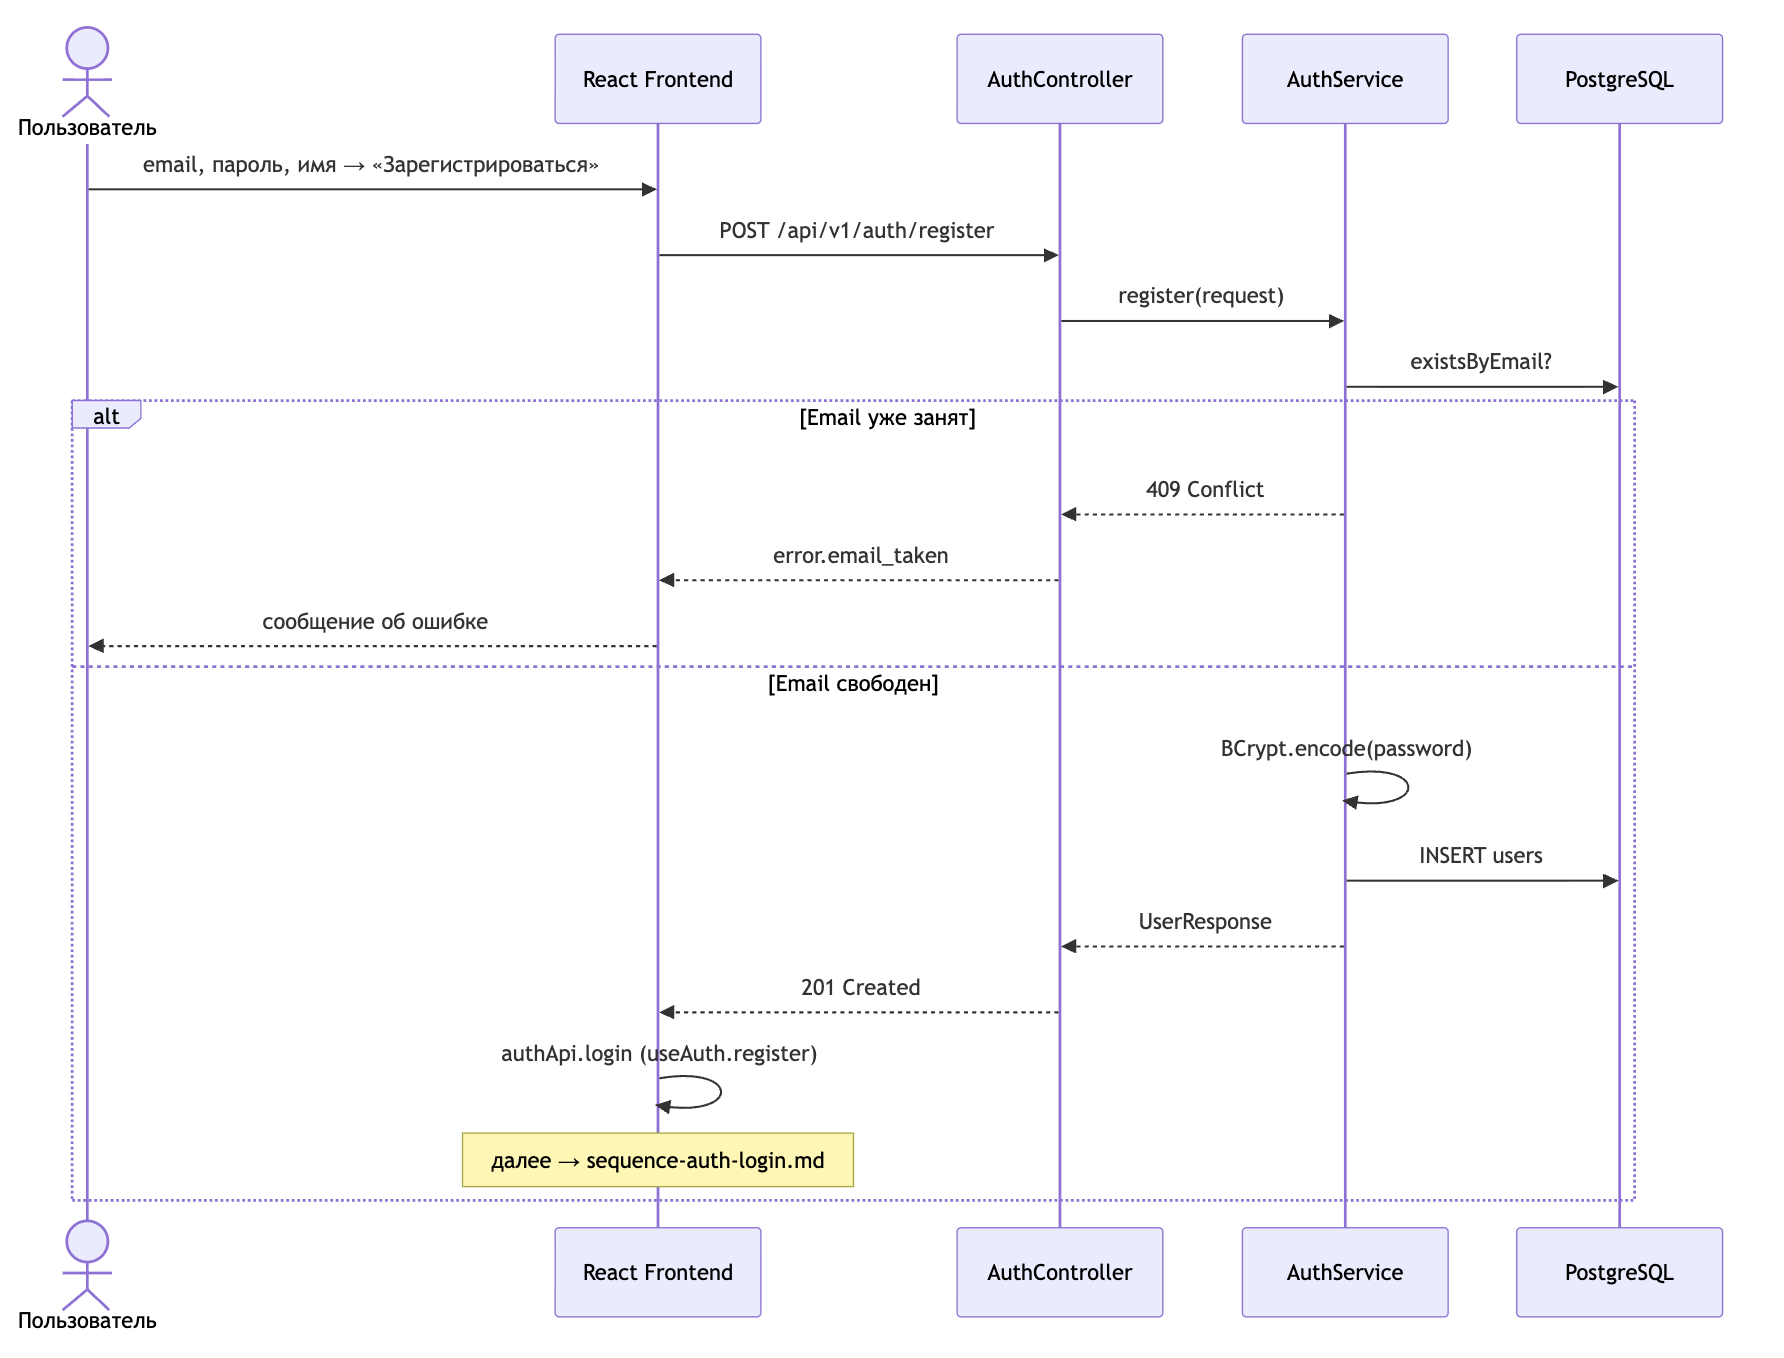 Пользователь
React Frontend
AuthController
AuthService
PostgreSQL
email, пароль, имя → «Зарегистрироваться»
POST /api/v1/auth/register
register(request)
existsByEmail?
alt
[Email уже занят]
409 Conflict
error.email_taken
сообщение об ошибке
[Email свободен]
BCrypt.encode(password)
INSERT users
UserResponse
201 Created
authApi.login (useAuth.register)
далее → sequence-auth-login.md
Пользователь
React Frontend
AuthController
AuthService
PostgreSQL